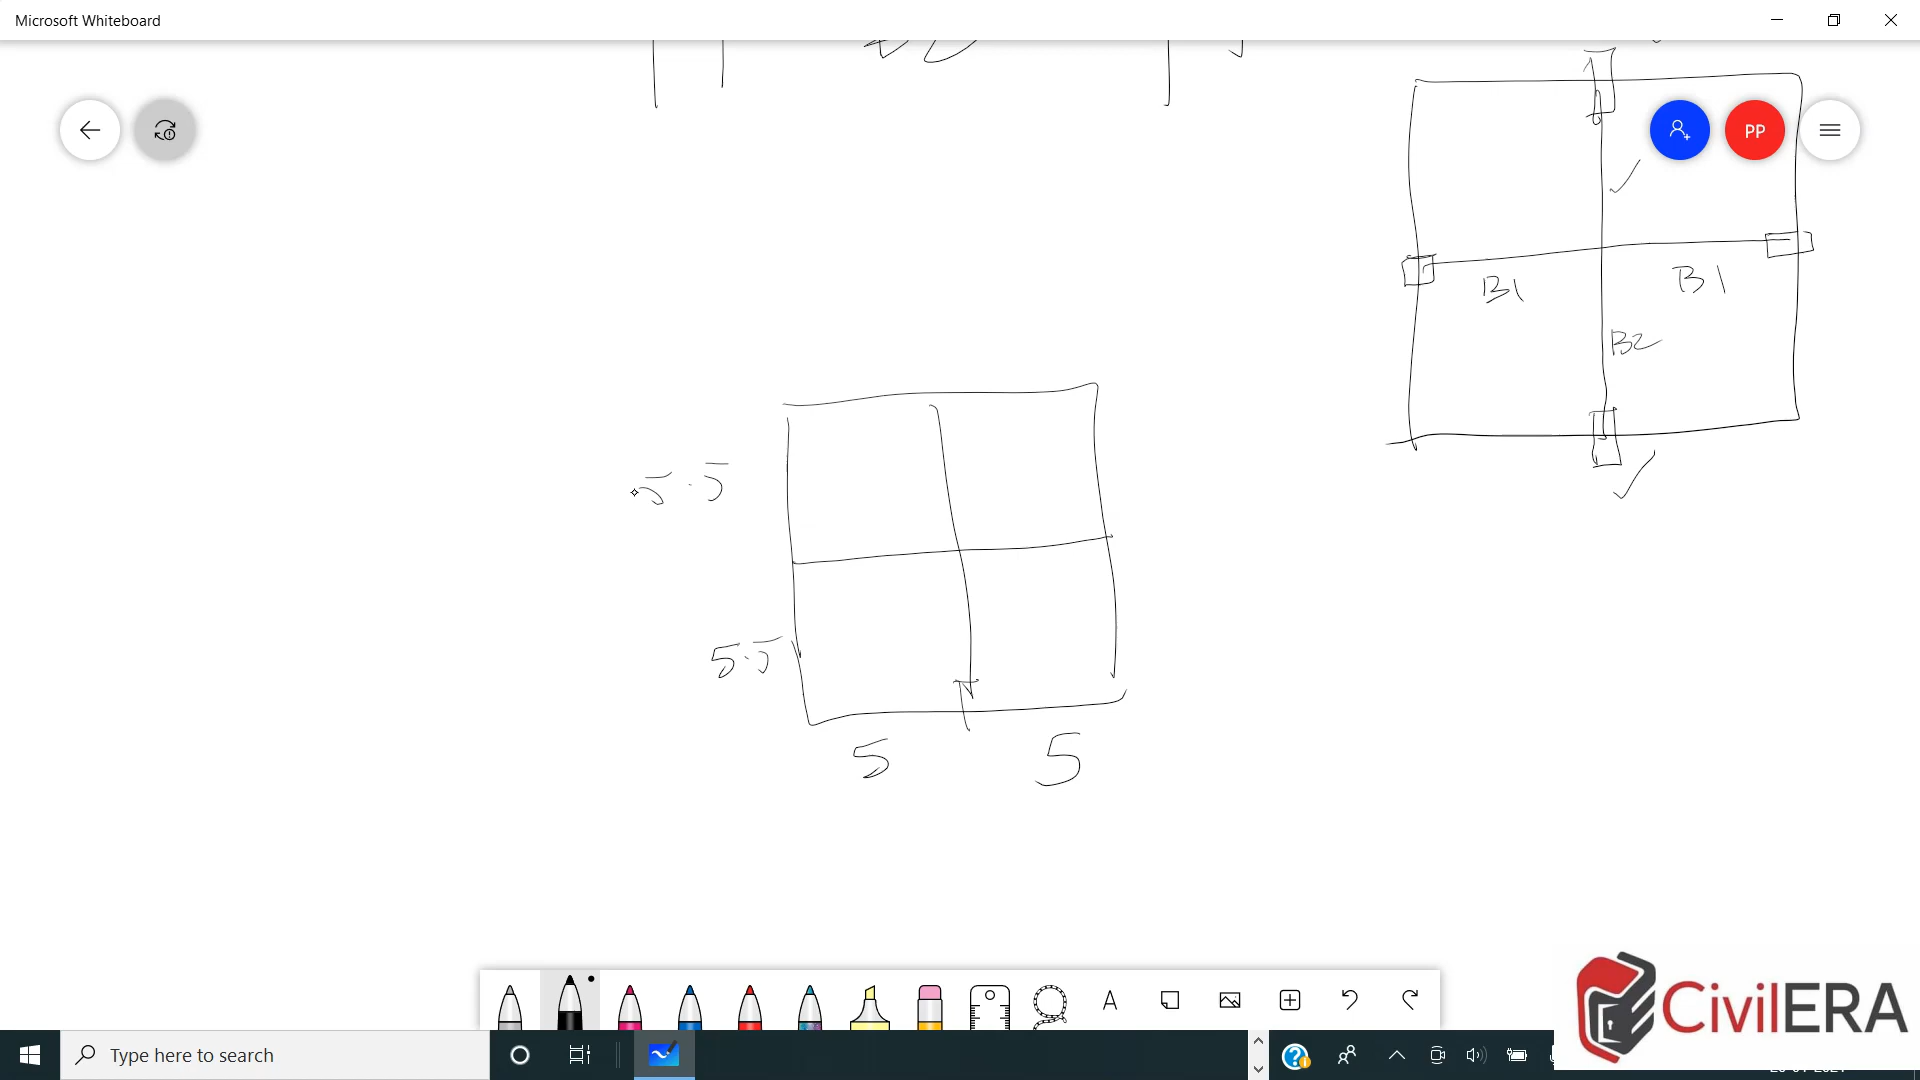 Microsoft Whiteboard
PP
B1
B1
B2
5.5
5.5
5
5
A
Type here to search
CivilERA